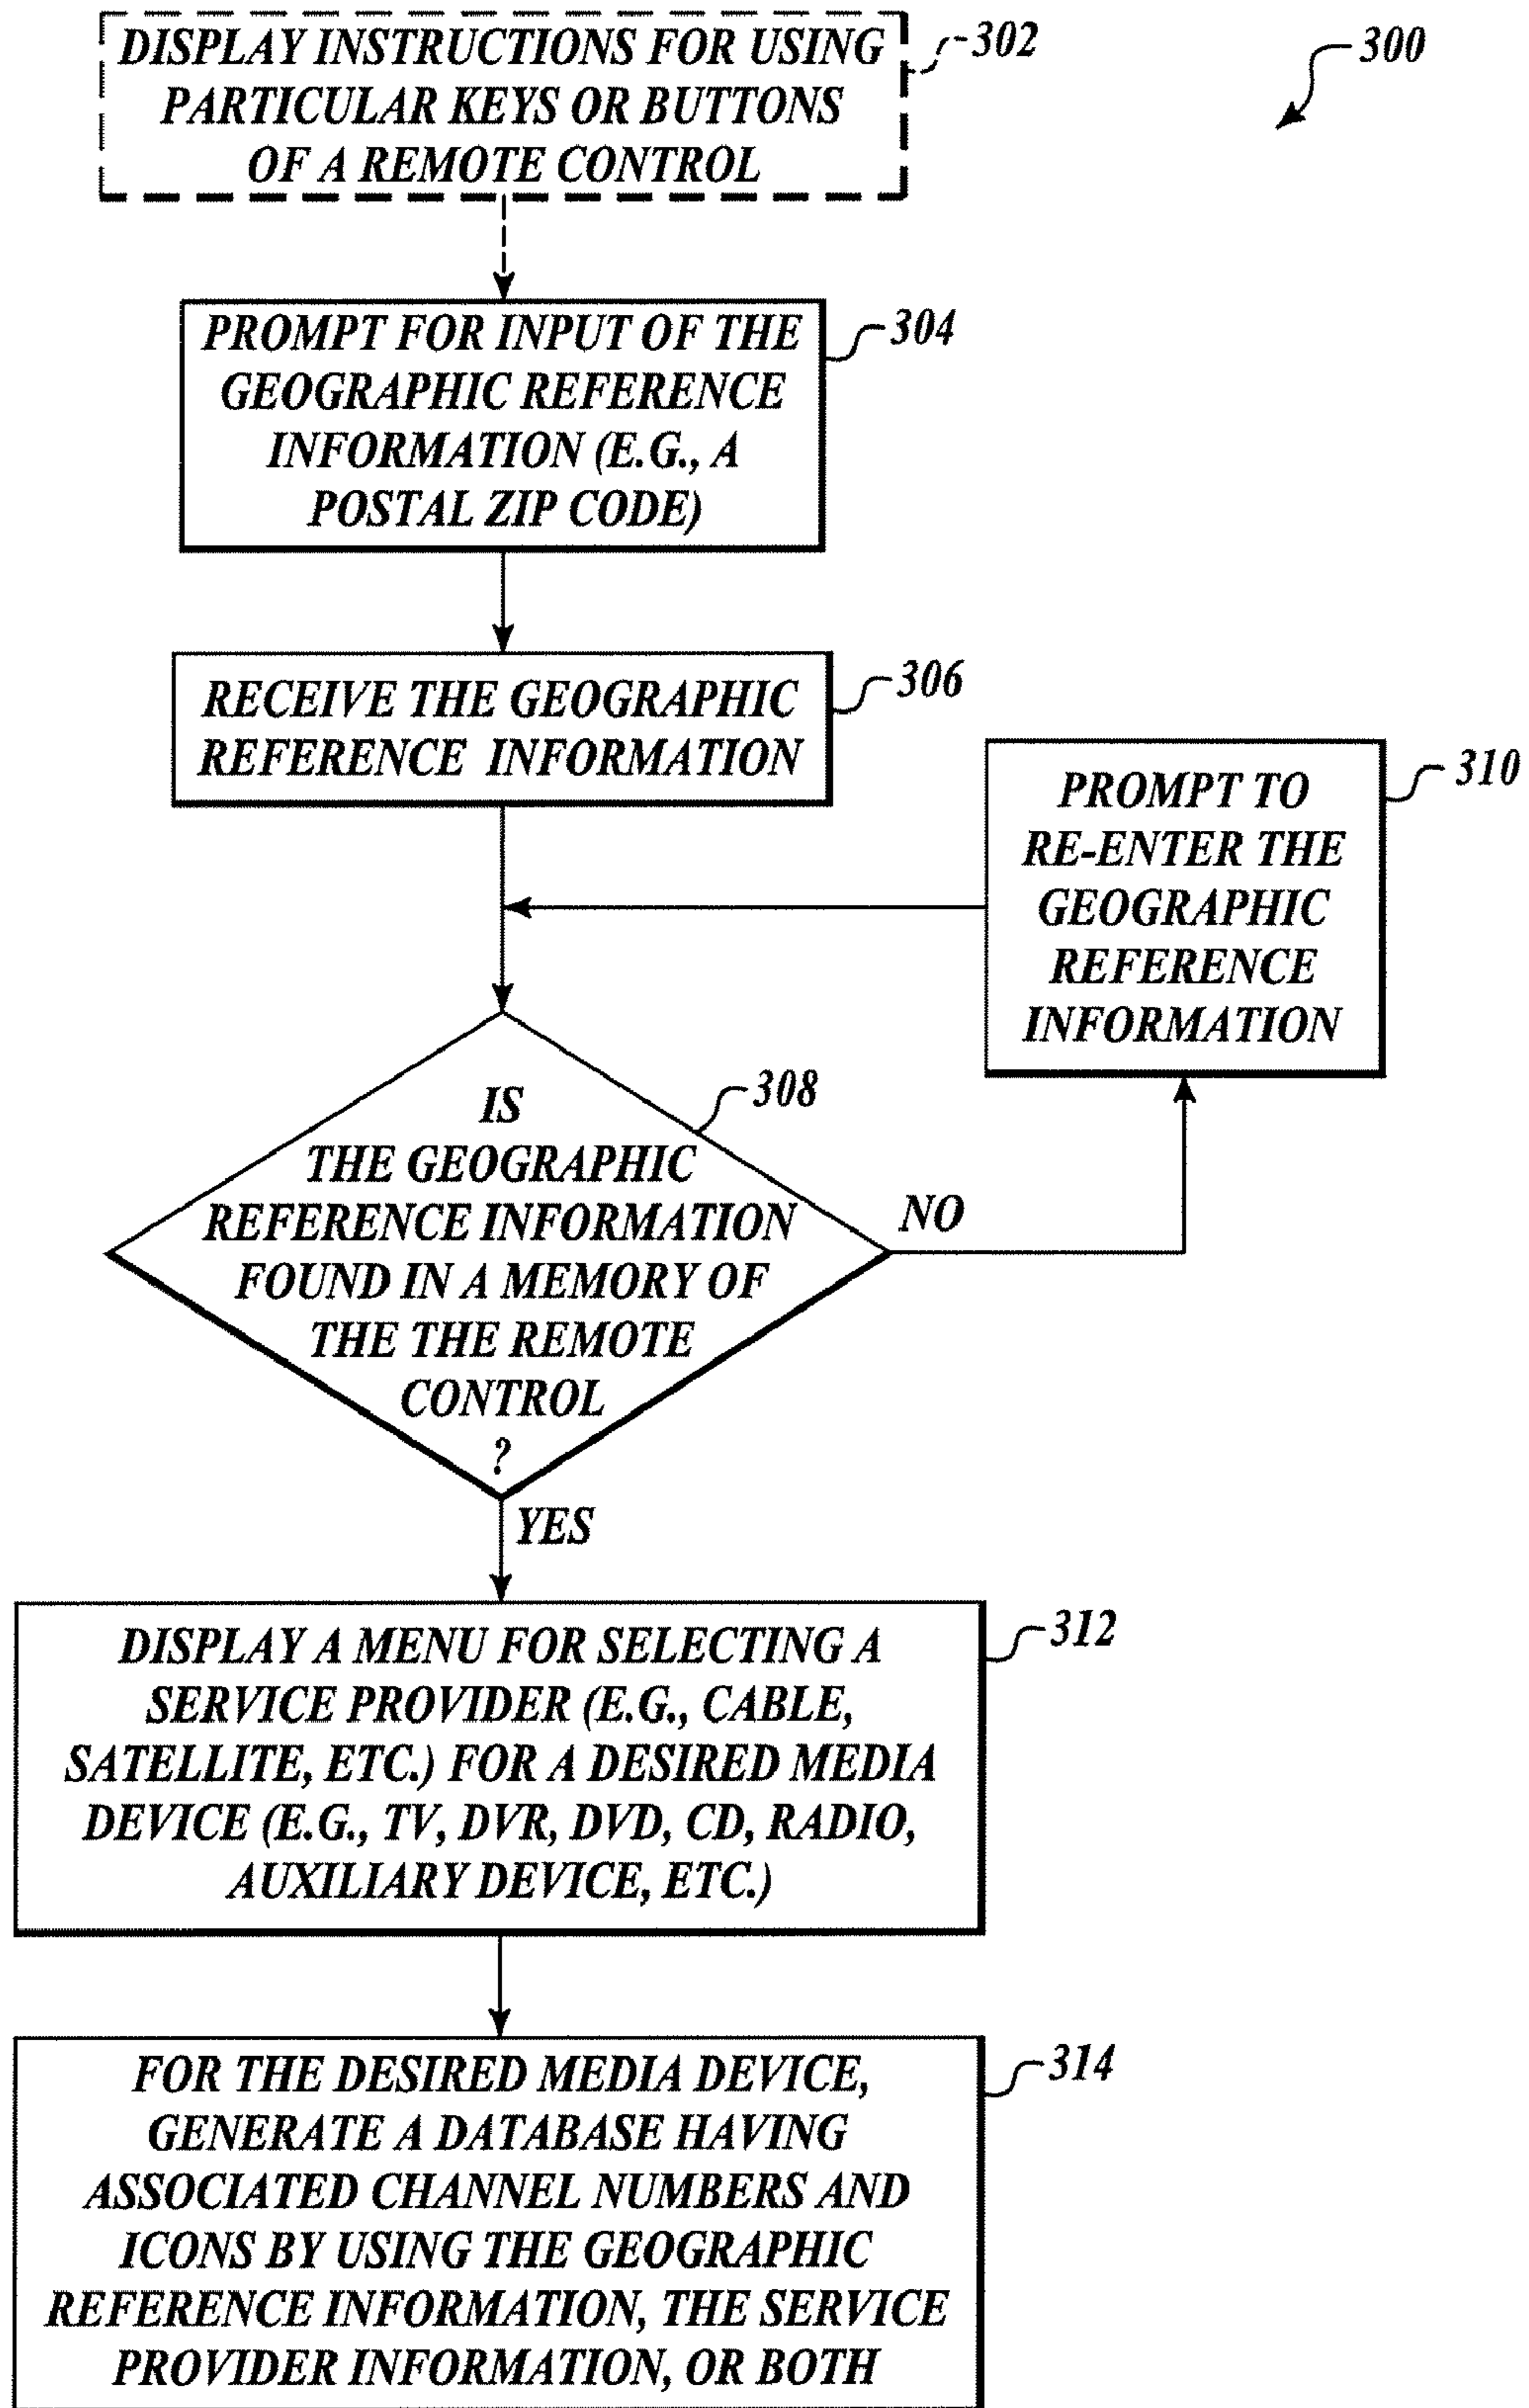 DISPLAY INSTRUCTIONS FOR USING
PARTICULAR KEYS OR BUTTONS
OF A REMOTE CONTROL
302
300
PROMPT FOR INPUT OF THE
GEOGRAPHIC REFERENCE
INFORMATION (E.G., A
POSTAL ZIP CODE)
304
RECEIVE THE GEOGRAPHIC
REFERENCE INFORMATION
306
PROMPT TO
RE-ENTER THE
GEOGRAPHIC
REFERENCE
INFORMATION
310
IS
THE GEOGRAPHIC
REFERENCE INFORMATION
FOUND IN A MEMORY OF
THE THE REMOTE
CONTROL
?
308
NO
YES
DISPLAY A MENU FOR SELECTING A
SERVICE PROVIDER (E.G., CABLE,
SATELLITE, ETC.) FOR A DESIRED MEDIA
DEVICE (E.G., TV, DVR, DVD, CD, RADIO,
AUXILIARY DEVICE, ETC.)
312
FOR THE DESIRED MEDIA DEVICE,
GENERATE A DATABASE HAVING
ASSOCIATED CHANNEL NUMBERS AND
ICONS BY USING THE GEOGRAPHIC
REFERENCE INFORMATION, THE SERVICE
PROVIDER INFORMATION, OR BOTH
314